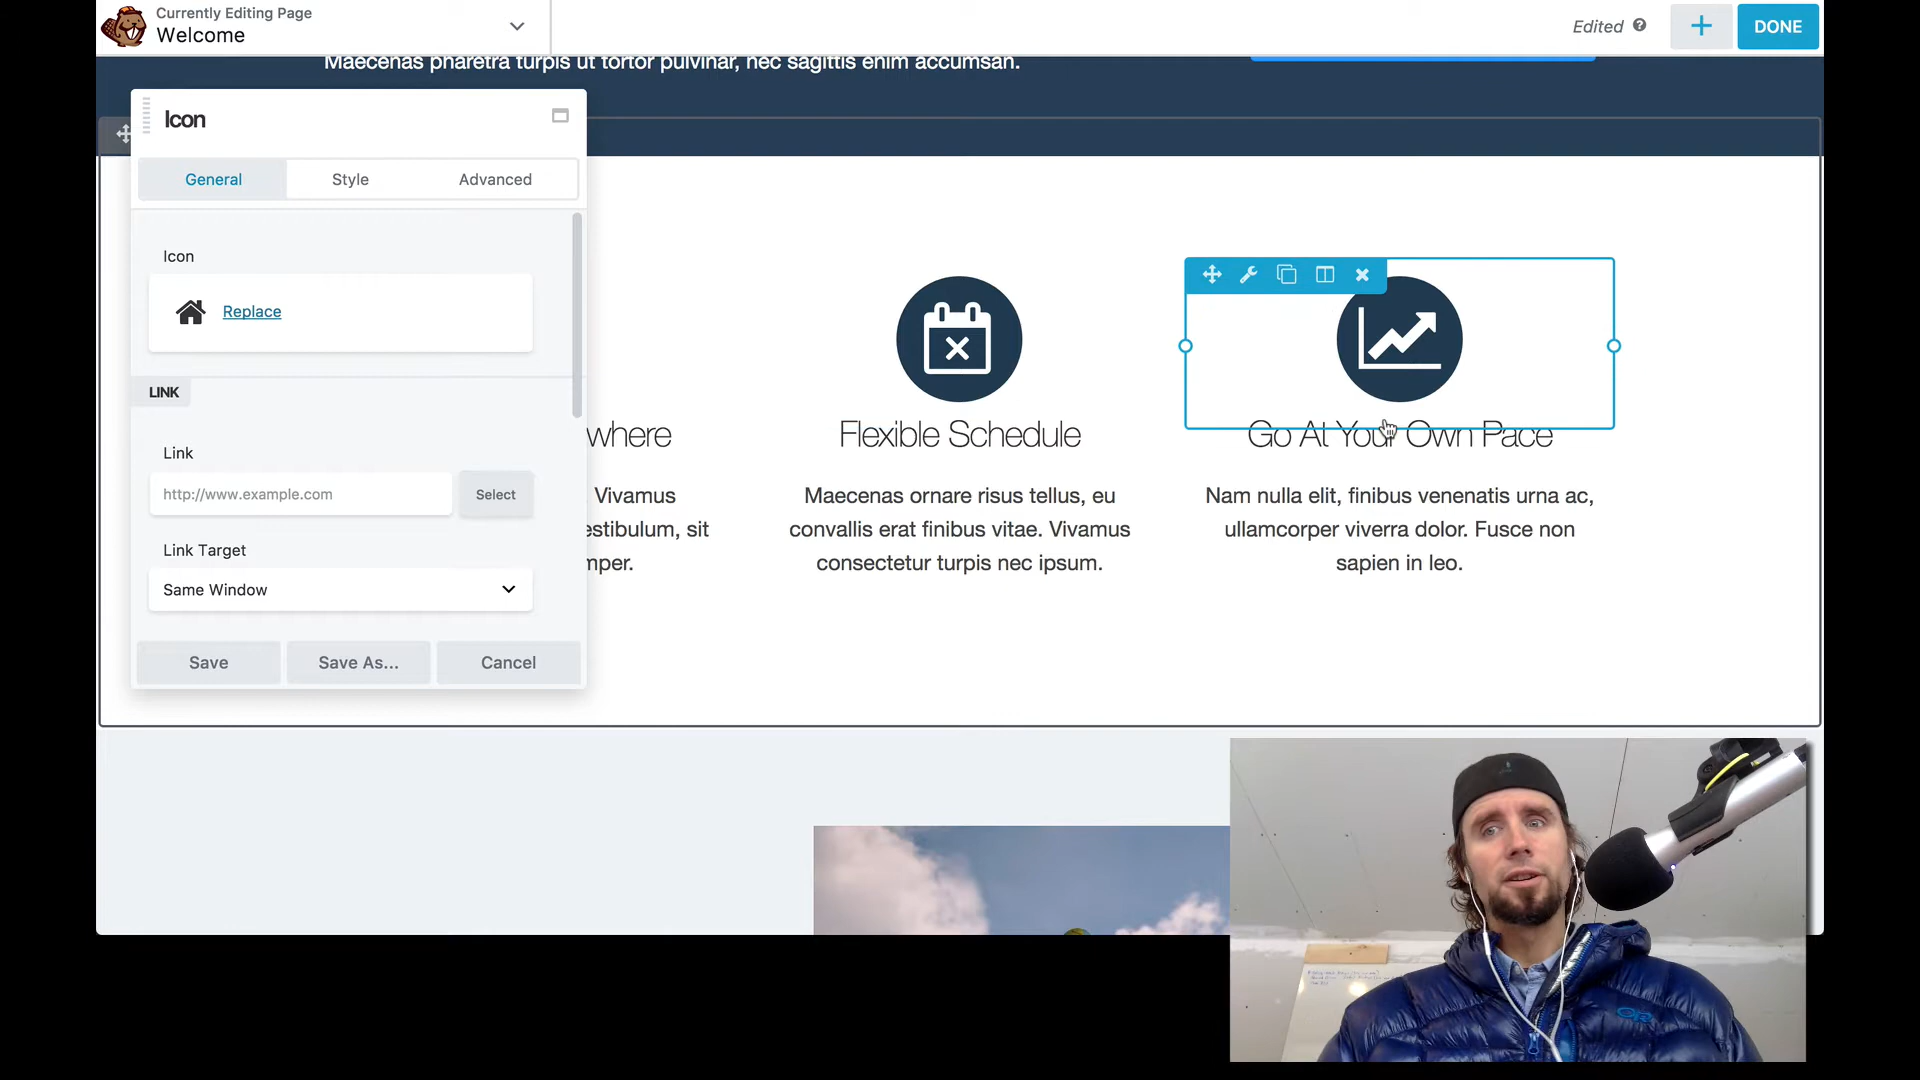 Currently Editing Page
Welcome
Edited
DONE
Maecenas pharetra turpis ut tortor pulvinar, nec sagittis enim accumsan.
Icon
General
Style
Advanced
Icon
Replace
LINK
Link
http://www.example.com
Select
Link Target
Same Window
Save
Save As...
Cancel
where
Vivamus
estibulum, sit
mper.
Flexible Schedule
Maecenas ornare risus tellus, eu
convallis erat finibus vitae. Vivamus
consectetur turpis nec ipsum.
Go At Your Own Pace
Nam nulla elit, finibus venenatis urna ac,
ullamcorper viverra dolor. Fusce non
sapien in leo.
OR